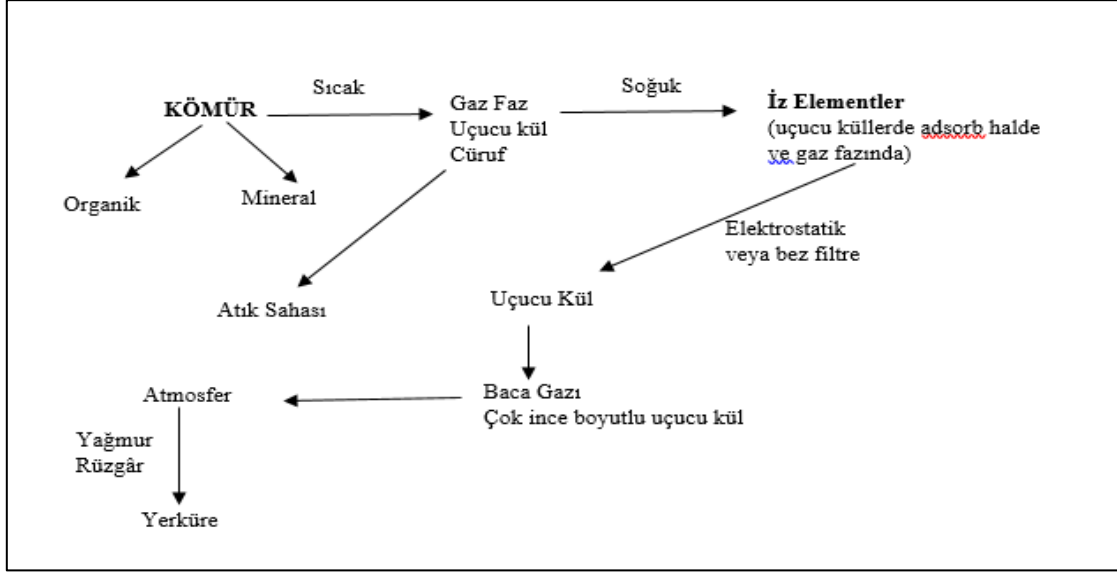 Sıcak
Soğuk
KÖMÜR
Gaz Faz
Uçucu kül
Cüruf
İz Elementler
(uçucu küllerde adsorb halde
ve gaz fazında)
Organik
Mineral
Elektrostatik
veya bez filtre
Atık Sahası
Uçucu Kül
Atmosfer
Baca Gazı
Çok ince boyutlu uçucu kül
Yağmur
Rüzgâr
Yerküre